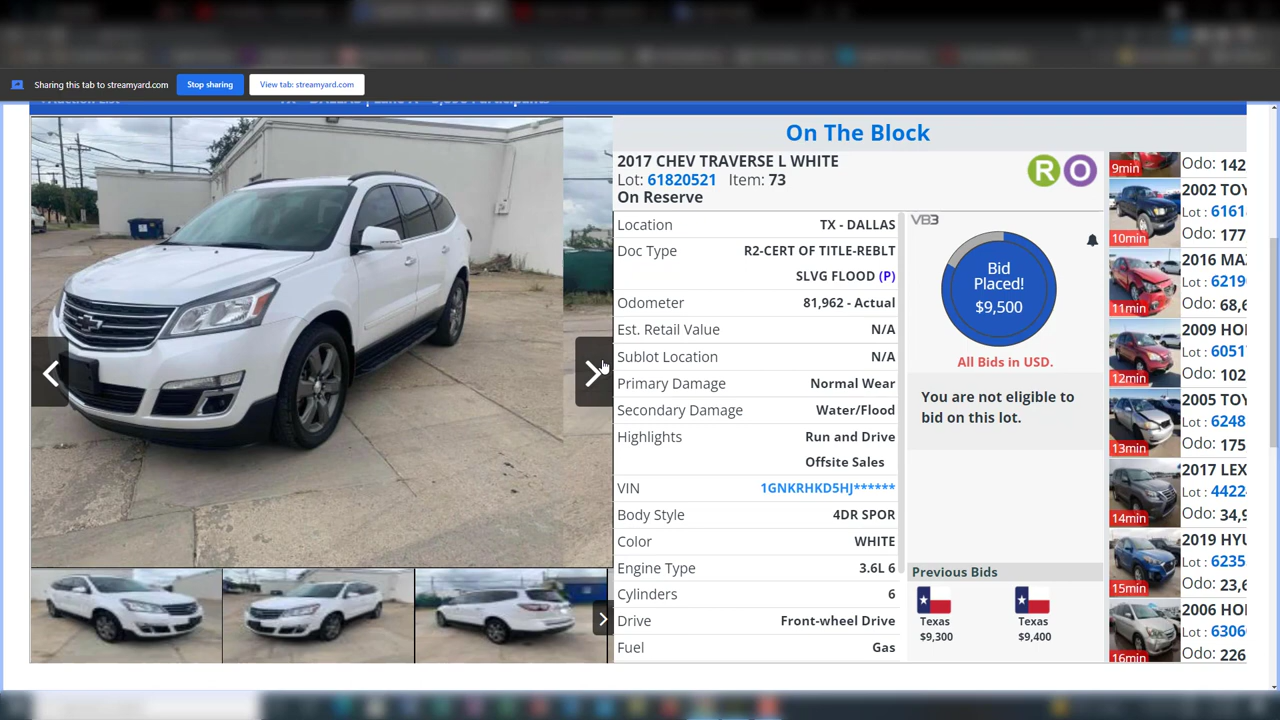 Sharing this tab to streamyard.com
Stop sharing
View tab: streamyard.com
On The Block
2017 CHEV TRAVERSE L WHITE
Lot: 61820521 Item: 73
On Reserve
R O
Location TX - DALLAS
Doc Type R2-CERT OF TITLE-REBLT
SLVG FLOOD (P)
Odometer 81,962 - Actual
Est. Retail Value N/A
Sublot Location N/A
Primary Damage Normal Wear
Secondary Damage Water/Flood
Highlights Run and Drive
Offsite Sales
VIN 1GNKRHKD5HJ******
Body Style 4DR SPOR
Color WHITE
Engine Type 3.6L 6
Cylinders 6
Drive Front-wheel Drive
Fuel Gas
VB3
Bid
Placed!
$9,500
All Bids in USD.
You are not eligible to
bid on this lot.
Previous Bids
Texas
$9,300
Texas
$9,400
9min
Odo: 142
2002 TOY
Lot : 6161
10min
Odo: 177
2016 MA
Lot : 6219
11min
Odo: 68,6
2009 HO
Lot : 6051
12min
Odo: 102
2005 TOY
Lot : 6248
13min
Odo: 175
2017 LEX
Lot : 4422
14min
Odo: 34,9
2019 HYU
Lot : 6235
15min
Odo: 23,6
2006 HO
Lot : 6306
16min
Odo: 226